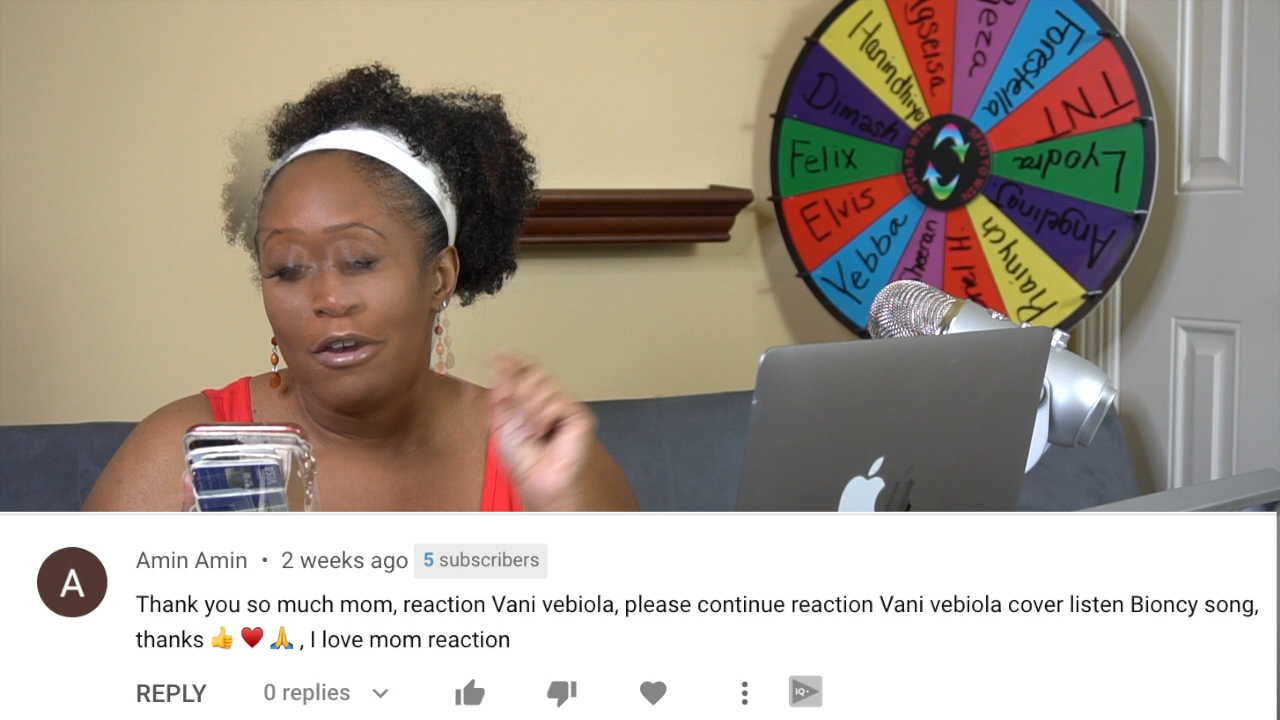 Hanindhiya
Dimash
Felix
Elvis
Yebba
Rainych
Angelina J.
Lyodra
TNT
Forestella
Amin Amin • 2 weeks ago 5 subscribers
Thank you so much mom, reaction Vani vebiola, please continue reaction Vani vebiola cover listen Bioncy song,
thanks 👍 ♥️ 🙏 , I love mom reaction
REPLY 0 replies
IQ